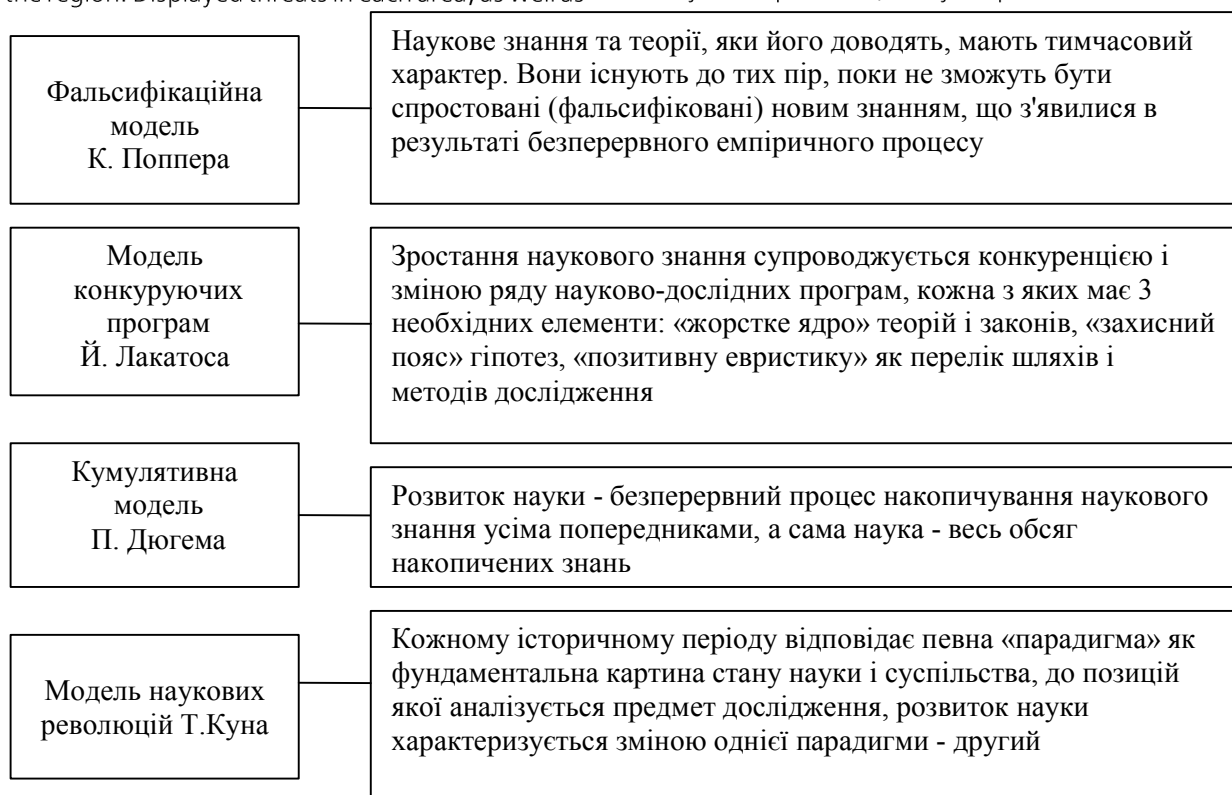 Фальсифікаційна
модель
К. Поппера
Наукове знання та теорії, яки його доводять, мають тимчасовий
характер. Вони існують до тих пір, поки не зможуть бути
спростовані (фальсифіковані) новим знанням, що з'явилися в
результаті безперервного емпіричного процесу
Модель
конкуруючих
програм
Й. Лакатоса
Зростання наукового знання супроводжується конкуренцією і
зміною ряду науково-дослідних програм, кожна з яких має 3
необхідних елементи: «жорстке ядро» теорій і законів, «захисний
пояс» гіпотез, «позитивну евристику» як перелік шляхів і
методів дослідження
Кумулятивна
модель
П. Дюгема
Розвиток науки - безперервний процес накопичування наукового
знання усіма попередниками, а сама наука - весь обсяг
накопичених знань
Модель наукових
революцій Т.Куна
Кожному історичному періоду відповідає певна «парадигма» як
фундаментальна картина стану науки і суспільства, до позицій
якої аналізується предмет дослідження, розвиток науки
характеризується зміною однієї парадигми - другий